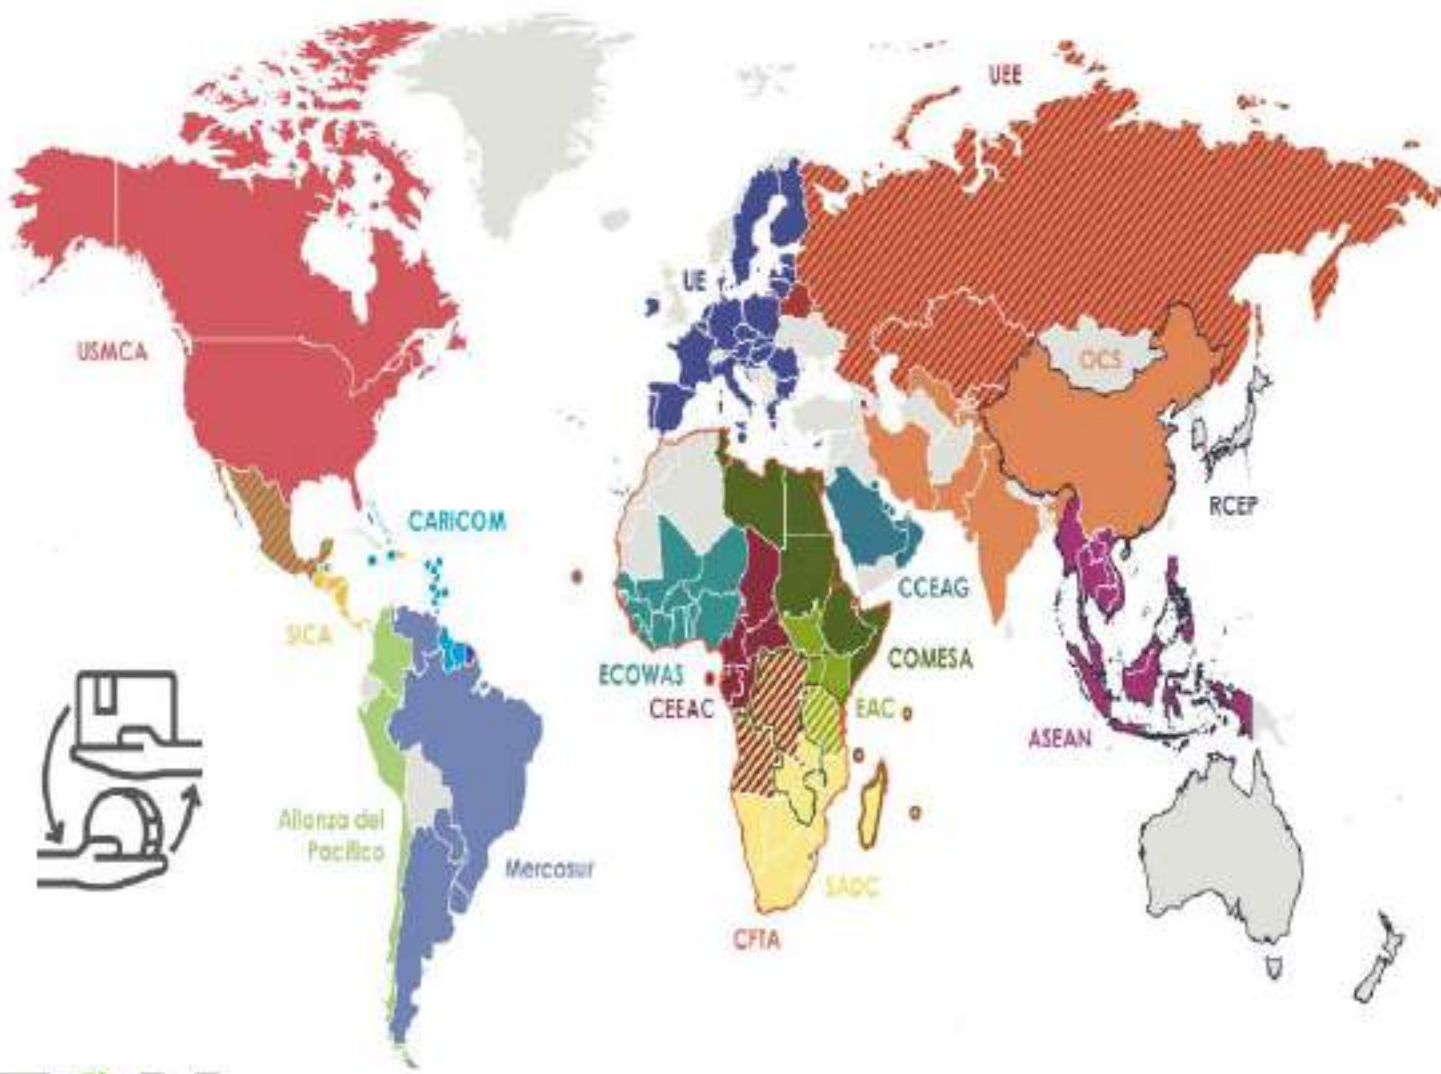 UEE
UE
USMCA
OCS
RCEP
CARICOM
CCEAG
SICA
COMESA
ECOWAS
CEEAC
EAC
ASEAN
Alianza del
Pacífico
Mercosur
SADC
CFTA